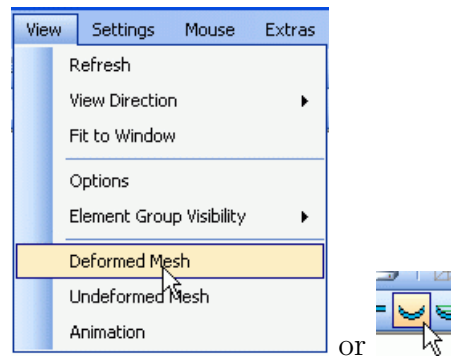 View Settings Mouse Extras
Refresh
View Direction
Fit to Window
Options
Element Group Visibility
Deformed Mesh
Undeformed Mesh
Animation
or